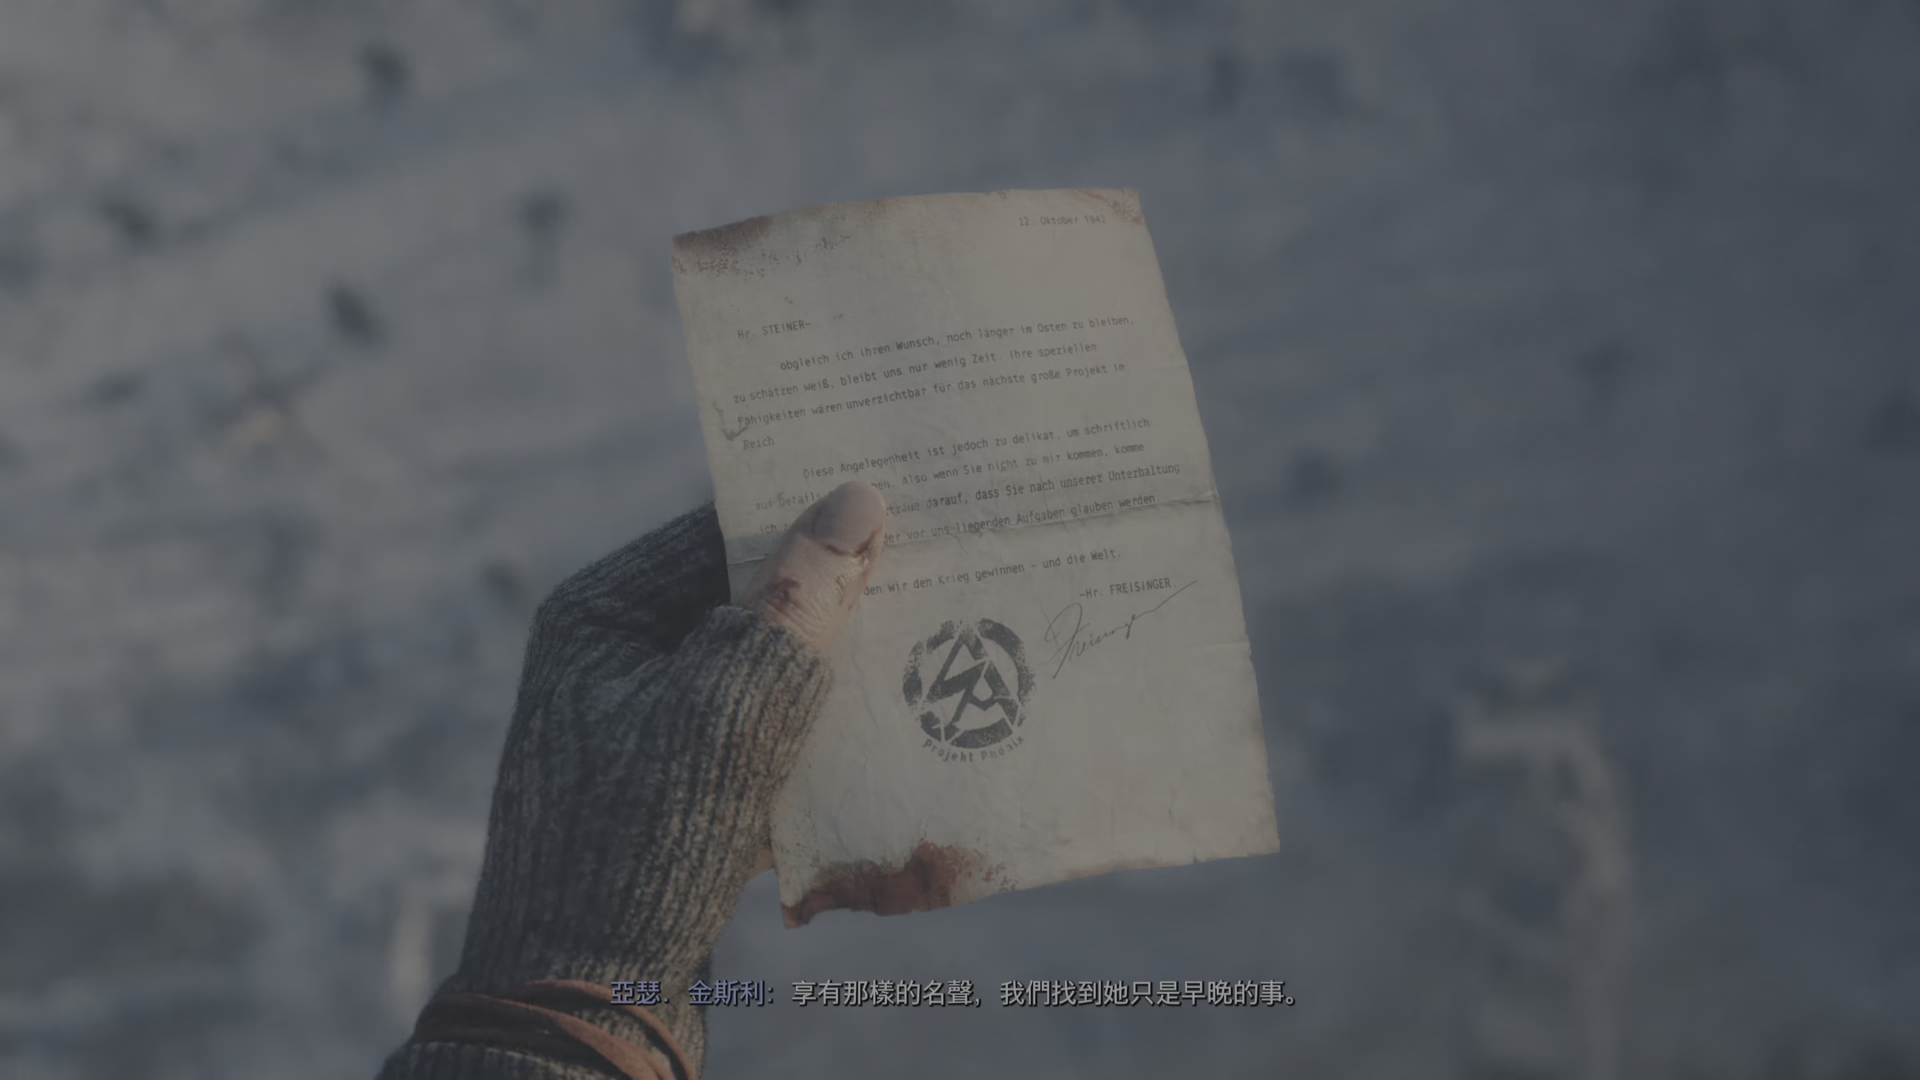 12. Oktober 1942
Hr. STEINER-
obgleich ich ihren Wunsch, noch länger im Osten zu bleiben,
zu schätzen weiß, bleibt uns nur wenig Zeit. ihre speziellen
Fähigkeiten wären unverzichtbar für das nächste große Projekt im
Reich
Diese Angelegenheit ist jedoch zu delikat, um schriftlich
auf Details Also wenn Sie nicht zu mir kommen, komme
ich darauf, dass Sie nach unserer Unterhaltung
der vor uns liegenden Aufgaben glauben werden
wir den Krieg gewinnen - und die Welt.
-Hr. FREISINGER
Projekt Phönix
亞瑟．金斯利：享有那樣的名聲，我們找到她只是早晚的事。